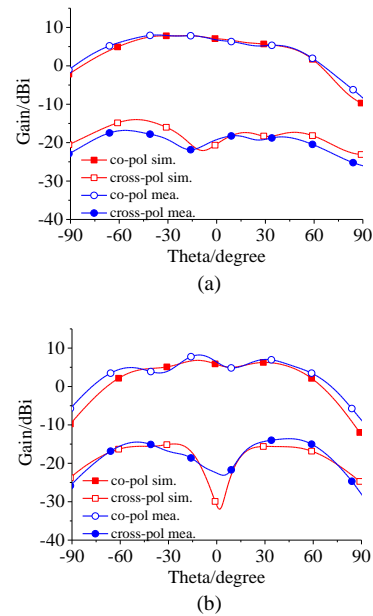 10
0
-10
-20
-30
-40
Gain/dBi
co-pol sim.
cross-pol sim.
co-pol mea.
cross-pol mea.
-90 -60 -30 0 30 60 90
Theta/degree
(a)
10
0
-10
-20
-30
-40
Gain/dBi
co-pol sim.
cross-pol sim.
co-pol mea.
cross-pol mea.
-90 -60 -30 0 30 60 90
Theta/degree
(b)